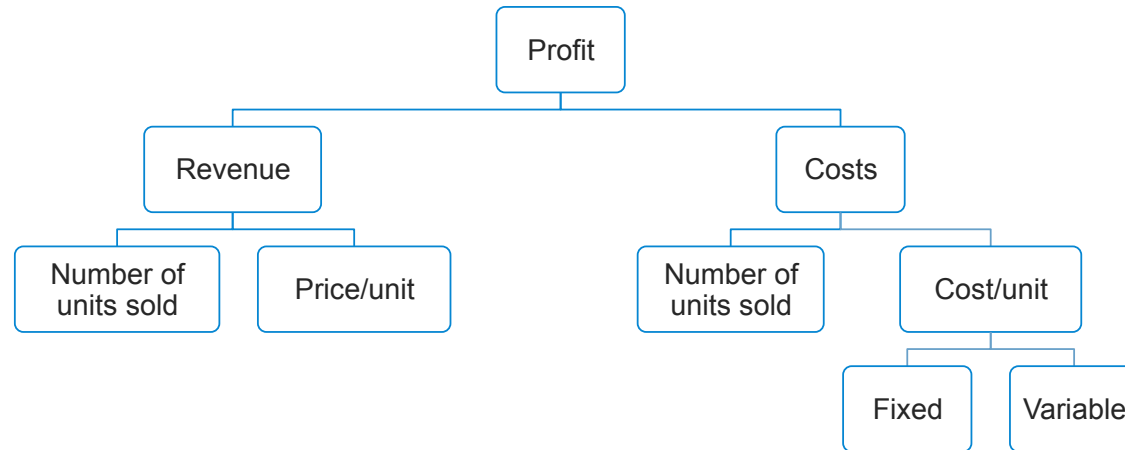 Profit
Revenue
Costs
Number of
units sold
Price/unit
Number of
units sold
Cost/unit
Fixed
Variable